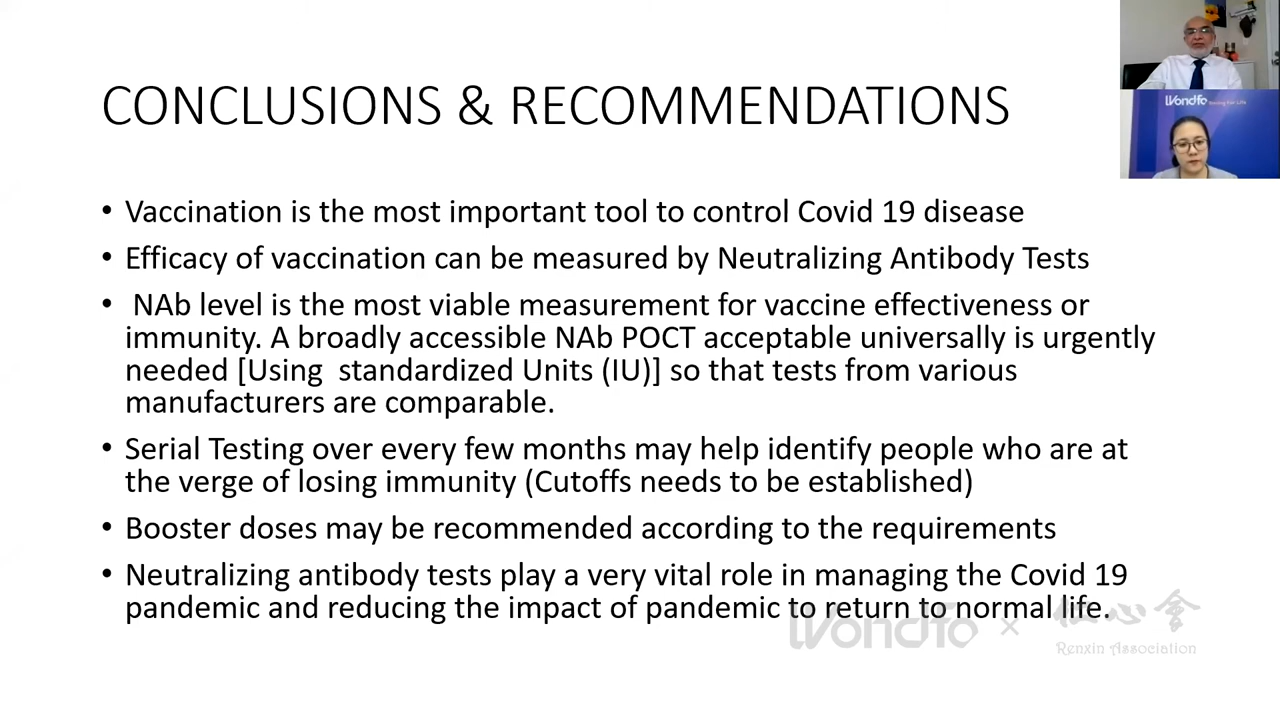 CONCLUSIONS & RECOMMENDATIONS
Wondfo
• Vaccination is the most important tool to control Covid 19 disease
• Efficacy of vaccination can be measured by Neutralizing Antibody Tests
• NAb level is the most viable measurement for vaccine effectiveness or
immunity. A broadly accessible NAb POCT acceptable universally is urgently
needed [Using  standardized Units (IU)] so that tests from various
manufacturers are comparable.
• Serial Testing over every few months may help identify people who are at
the verge of losing immunity (Cutoffs needs to be established)
• Booster doses may be recommended according to the requirements
• Neutralizing antibody tests play a very vital role in managing the Covid 19
pandemic and reducing the impact of pandemic to return to normal life.
Wondfo × 仁心會
Renxin Association